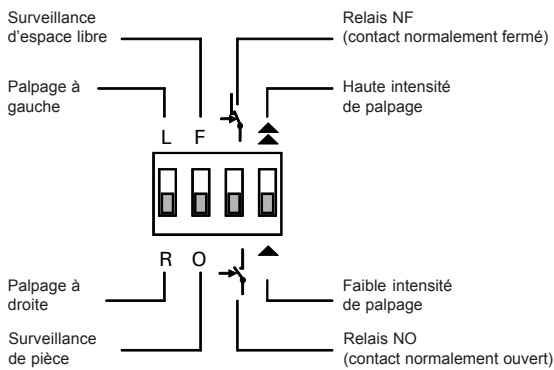 Surveillance
d'espace libre
Relais NF
(contact normalement fermé)
Palpage à
gauche
Haute intensité
de palpage
L F
R O
Palpage à
droite
Faible intensité
de palpage
Surveillance
de pièce
Relais NO
(contact normalement ouvert)